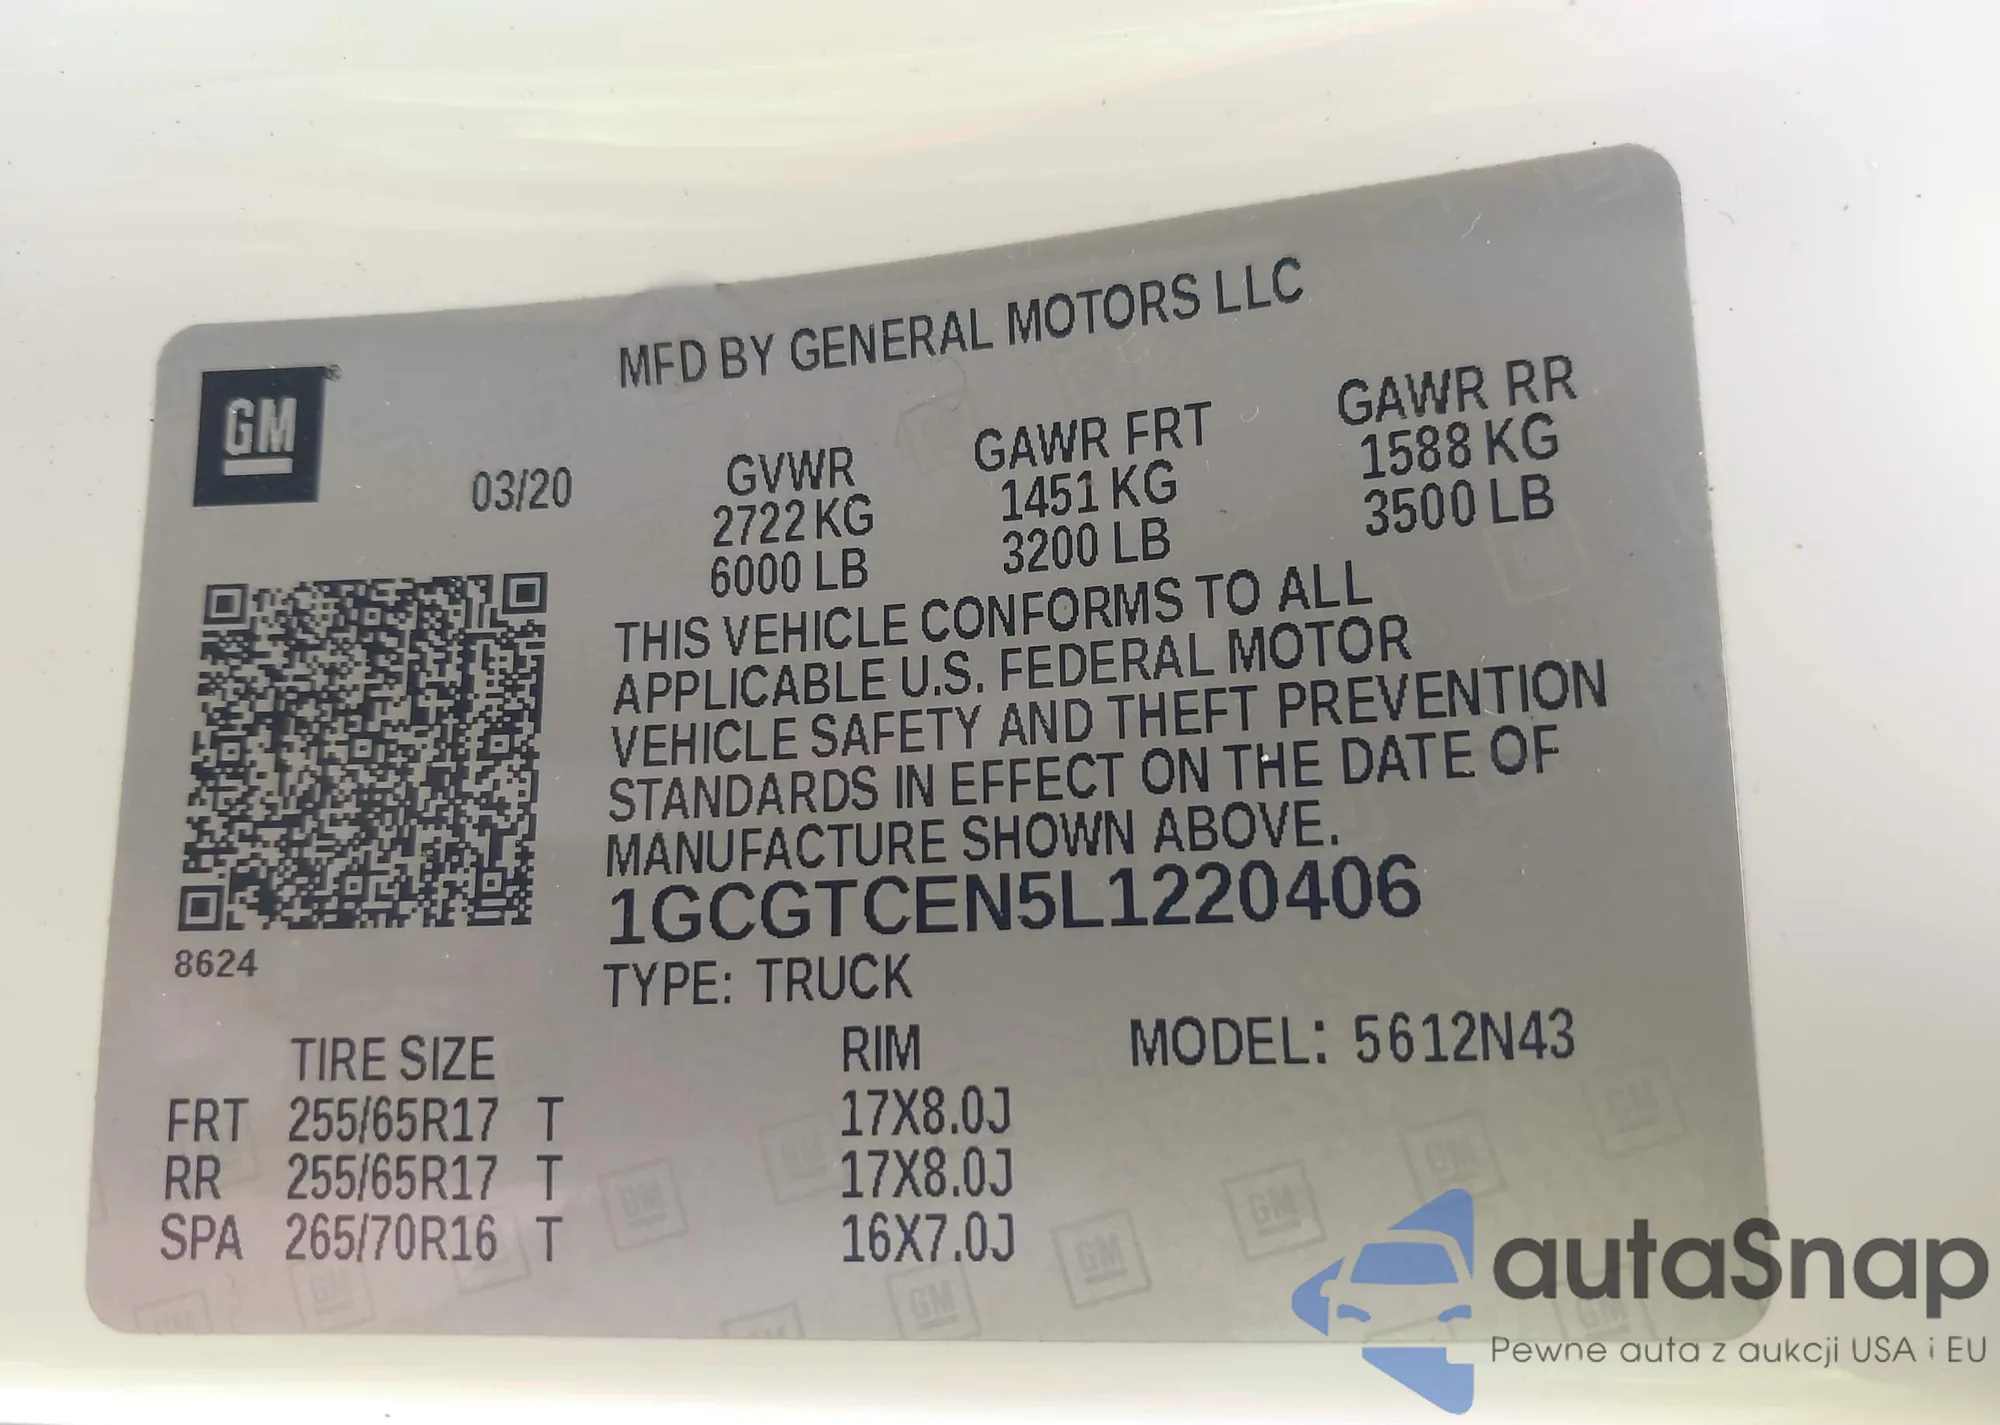 MFD BY GENERAL MOTORS LLC
GM ®
03/20
GVWR GAWR FRT GAWR RR
2722 KG 1451 KG 1588 KG
6000 LB 3200 LB 3500 LB
THIS VEHICLE CONFORMS TO ALL
APPLICABLE U.S. FEDERAL MOTOR
VEHICLE SAFETY AND THEFT PREVENTION
STANDARDS IN EFFECT ON THE DATE OF
MANUFACTURE SHOWN ABOVE.
1GCGTCEN5L1220406
8624
TYPE: TRUCK
TIRE SIZE RIM MODEL: 5612N43
FRT 255/65R17 T 17X8.0J
RR 255/65R17 T 17X8.0J
SPA 265/70R16 T 16X7.0J
autaSnap
Pewne auta z aukcji USA i EU